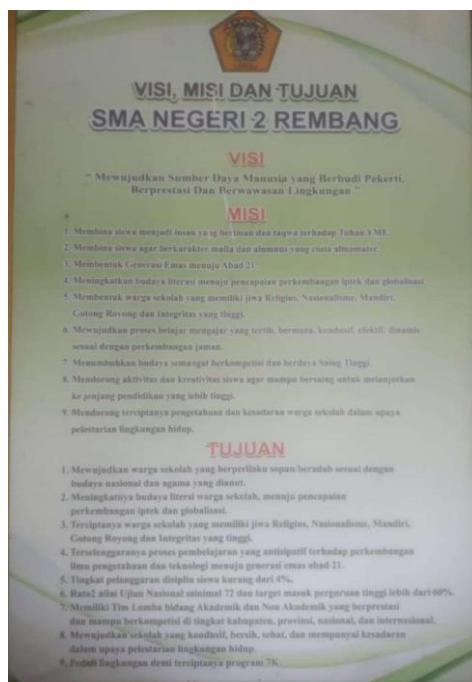 VISI, MISI DAN TUJUAN
SMA NEGERI 2 REMBANG
VISI
" Mewujudkan Sumber Daya Manusia yang Berbudi Pekerti,
Berprestasi Dan Berwawasan Lingkungan "
MISI
1. Membina siswa menjadi insan yang beriman dan taqwa terhadap Tuhan YME.
2. Membina siswa agar berkarakter mulia dan alumnus yang cinta almamater.
3. Membentuk Generasi Emas menuju Abad 21.
4. Meningkatkan budaya literasi menuju pencapaian perkembangan iptek dan globalisasi.
5. Membentuk warga sekolah yang memiliki jiwa Religius, Nasionalisme, Mandiri,
Gotong Royong dan Integritas yang tinggi.
6. Mewujudkan proses belajar mengajar yang tertib, bermutu, kondusif, efektif, dinamis
sesuai dengan perkembangan jaman.
7. Menumbuhkan budaya semangat berkompetisi dan berdaya Saing Tinggi.
8. Mendorong aktivitas dan kreativitas siswa agar mampu bersaing untuk melanjutkan
ke jenjang pendidikan yang lebih tinggi.
9. Mendorong terciptanya pengetahuan dan kesadaran warga sekolah dalam upaya
pelestarian lingkungan hidup.
TUJUAN
1. Mewujudkan warga sekolah yang berperilaku sopan/beradab sesuai dengan
budaya nasional dan agama yang dianut.
2. Meningkatnya budaya literasi warga sekolah, menuju pencapaian
perkembangan iptek dan globalisasi.
3. Terciptanya warga sekolah yang memiliki jiwa Religius, Nasionalisme, Mandiri,
Gotong Royong dan Integritas yang tinggi.
4. Terselenggaranya proses pembelajaran yang antisipatif terhadap perkembangan
ilmu pengetahuan dan teknologi menuju generasi emas abad 21.
5. Tingkat pelanggaran disiplin siswa kurang dari 4%.
6. Rata2 nilai Ujian Nasional minimal 72 dan target masuk perguruan tinggi lebih dari 60%.
7. Memiliki Tim Lomba bidang Akademik dan Non Akademik yang berprestasi
dan mampu berkompetisi di tingkat kabupaten, provinsi, nasional, dan internasional.
8. Mewujudkan sekolah yang kondusif, bersih, sehat, dan mempunyai kesadaran
dalam upaya pelestarian lingkungan hidup.
9. Peduli lingkungan demi terciptanya program 7K.